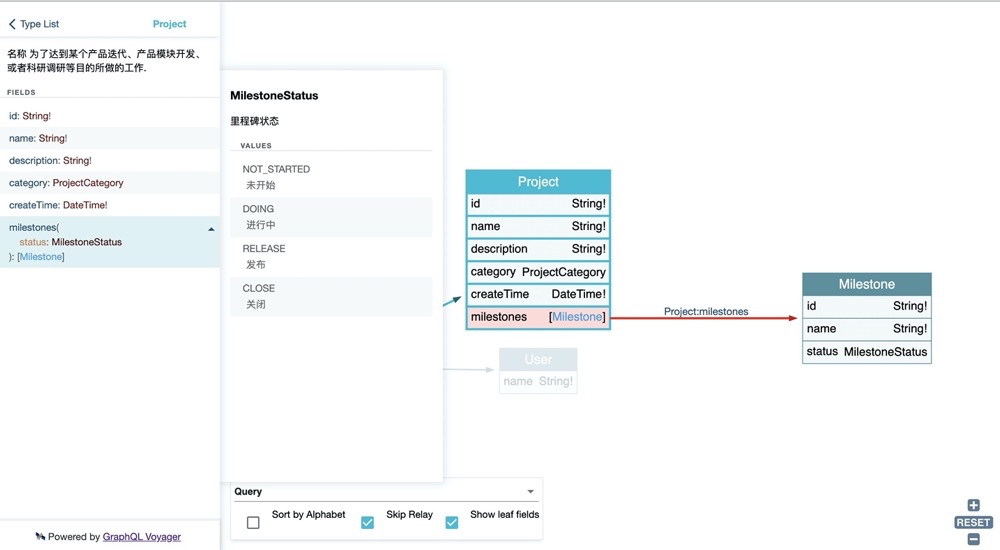 Type List
Project
名称 为了达到某个产品迭代、产品模块开发、
或者科研调研等目的所做的工作.
FIELDS
id: String!
name: String!
description: String!
category: ProjectCategory
createTime: DateTime!
milestones(
status: MilestoneStatus
): [Milestone]
Powered by GraphQL Voyager
MilestoneStatus
里程碑状态
VALUES
NOT_STARTED
未开始
DOING
进行中
RELEASE
发布
CLOSE
关闭
Project
id String!
name String!
description String!
category ProjectCategory
createTime DateTime!
milestones [Milestone]
Project:milestones
Milestone
id String!
name String!
status MilestoneStatus
User
name String!
Query
Sort by Alphabet
Skip Relay
Show leaf fields
RESET